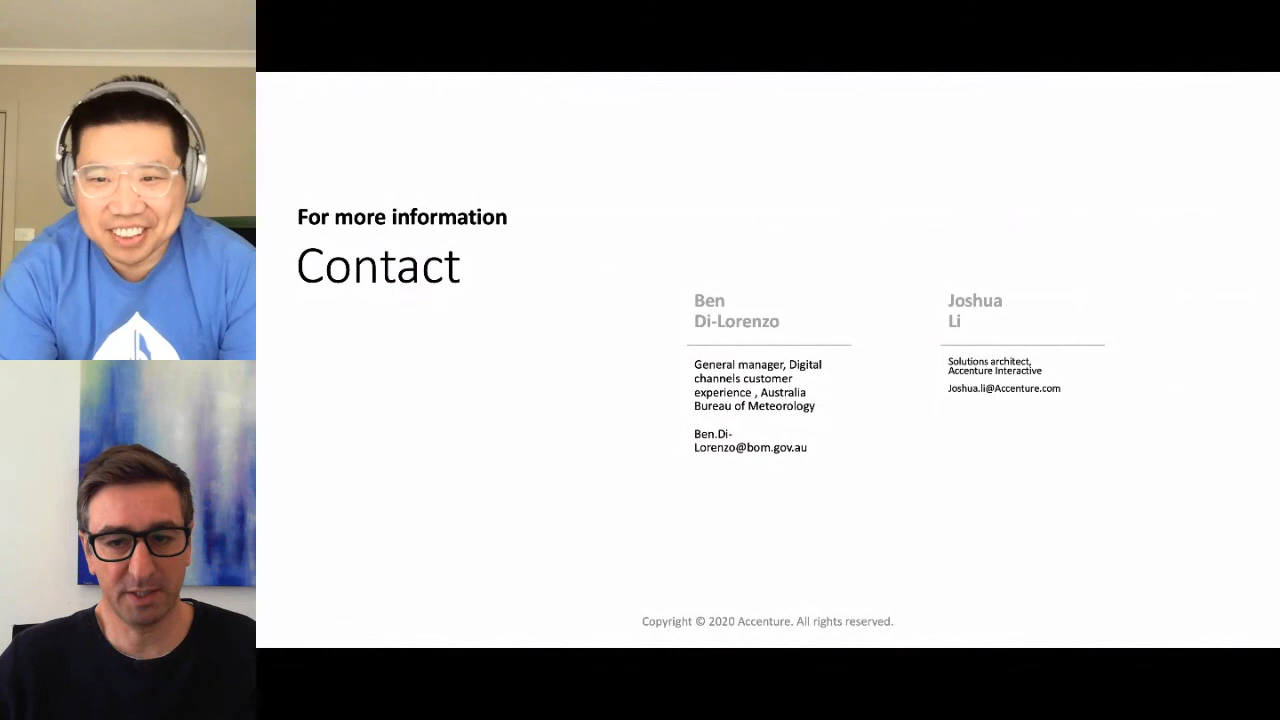 For more information
Contact
Ben
Di-Lorenzo
General manager, Digital
channels customer
experience , Australia
Bureau of Meteorology
Ben.Di-
Lorenzo@bom.gov.au
Joshua
Li
Solutions architect,
Accenture Interactive
Joshua.li@Accenture.com
Copyright © 2020 Accenture. All rights reserved.